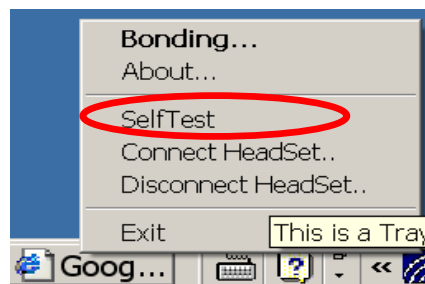 Bonding...
About...
SelfTest
Connect HeadSet..
Disconnect HeadSet..
Exit
This is a Tray
Goog...
?
«